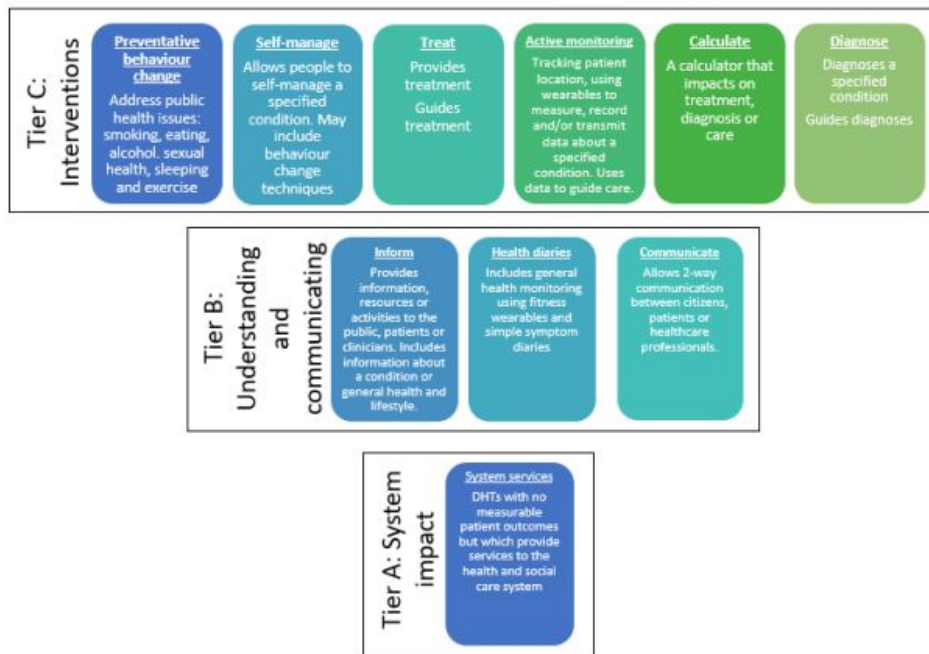 Tier C:
Interventions
Preventative
behaviour
change
Address public
health issues:
smoking, eating,
alcohol. sexual
health, sleeping
and exercise
Self-manage
Allows people to
self-manage a
specified
condition. May
include
behaviour
change
techniques
Treat
Provides
treatment
Guides
treatment
Active monitoring
Tracking patient
location, using
wearables to
measure, record
and/or transmit
data about a
specified
condition. Uses
data to guide care.
Calculate
A calculator that
impacts on
treatment,
diagnosis or
care
Diagnose
Diagnoses a
specified
condition
Guides diagnoses
Tier B:
Understanding
and
communicating
Inform
Provides
information,
resources or
activities to the
public, patients or
clinicians. Includes
information about
a condition or
general health and
lifestyle.
Health diaries
Includes general
health monitoring
using fitness
wearables and
simple symptom
diaries
Communicate
Allows 2-way
communication
between citizens,
patients or
healthcare
professionals.
Tier A: System
impact
System services
DHTs with no
measurable
patient outcomes
but which provide
services to the
health and social
care system